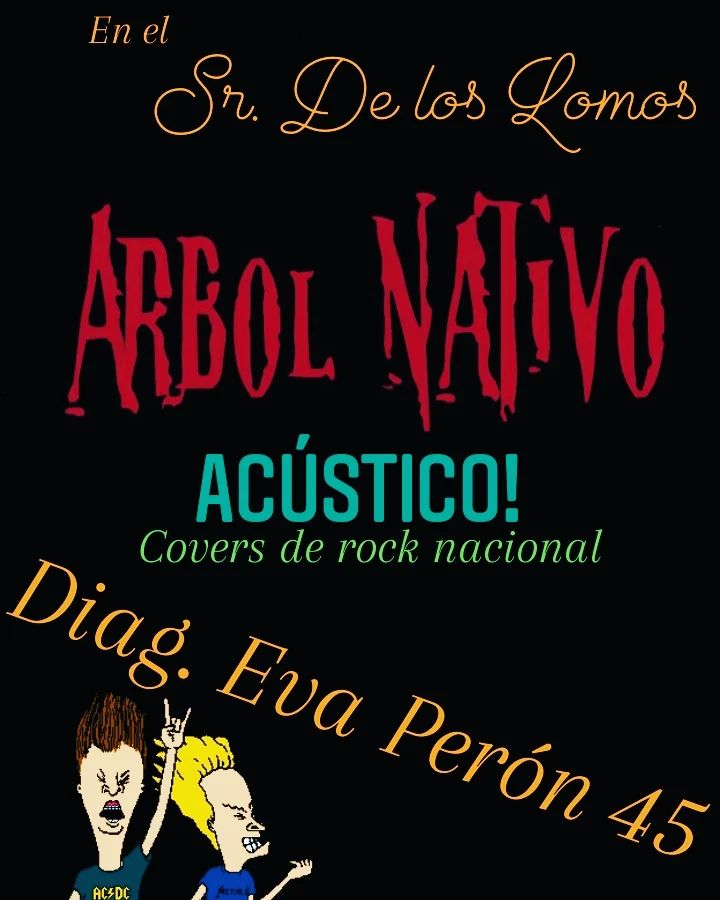 En el
Sr. De los Lomos
ARBOL NATiVO
ACÚSTICO!
Covers de rock nacional
Diag. Eva Perón 45
AC⚡DC